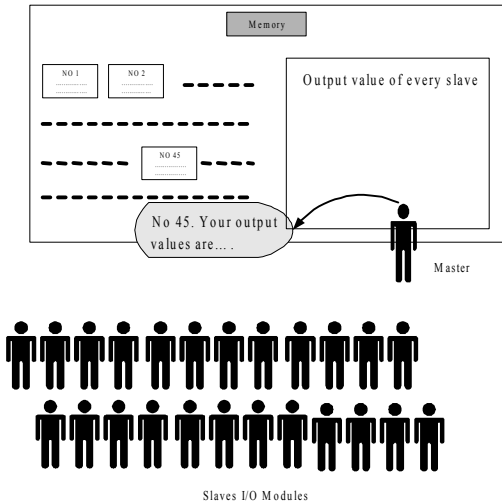 Memory
NO 1
..............
..............
NO 2
..............
..............
Output value of every slave
NO 45
..............
..............
No 45. Your output
values are... .
Master
Slaves I/O Modules